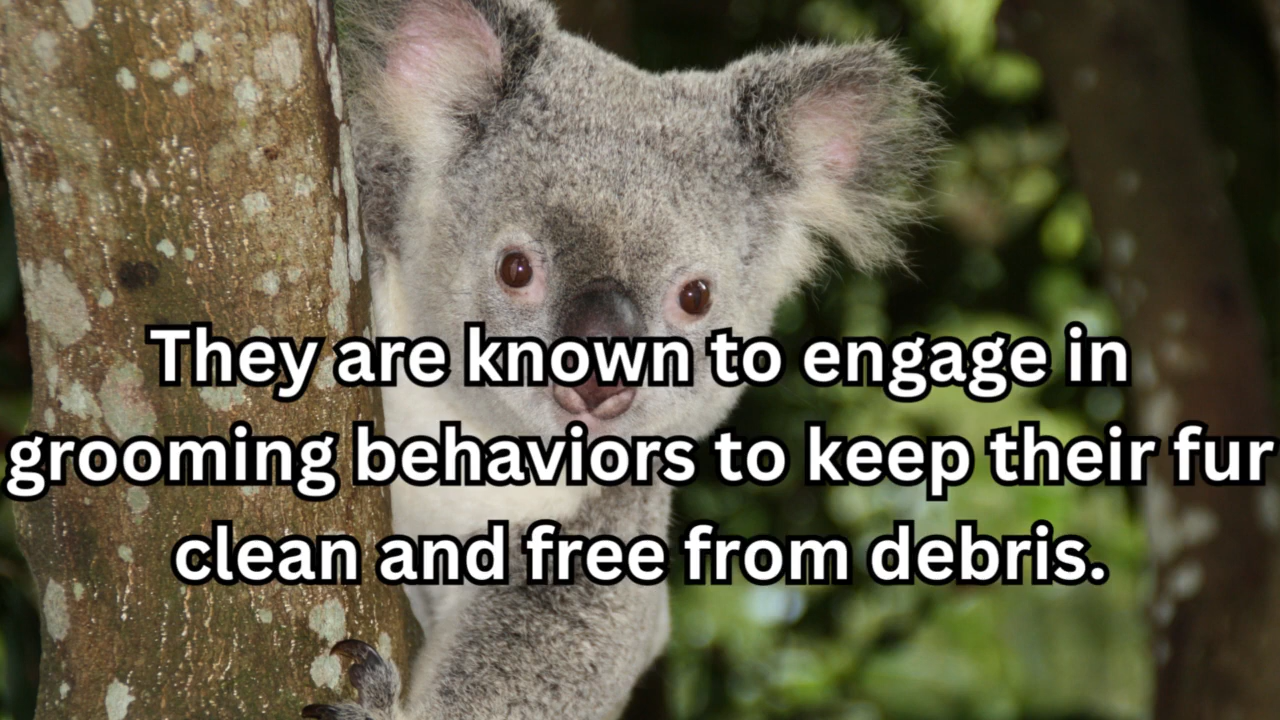 They are known to engage in
grooming behaviors to keep their fur
clean and free from debris.